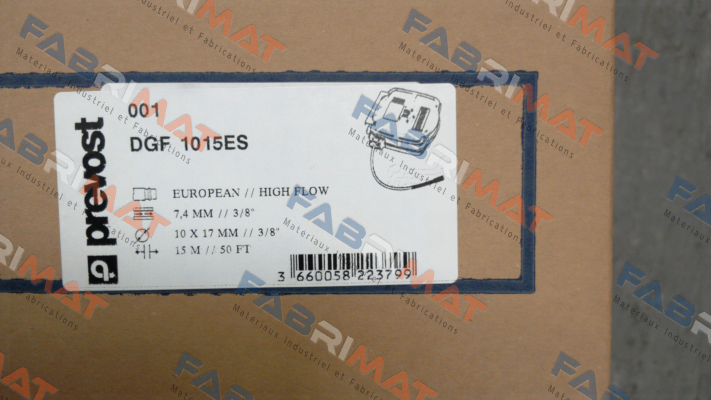 prevost
001
DGF 1015ES
EUROPEAN // HIGH FLOW
7,4 MM // 3/8"
10 X 17 MM // 3/8"
15 M // 50 FT
3 660058 223799
FABRIMAT
Materiaux Industriel et Fabrications